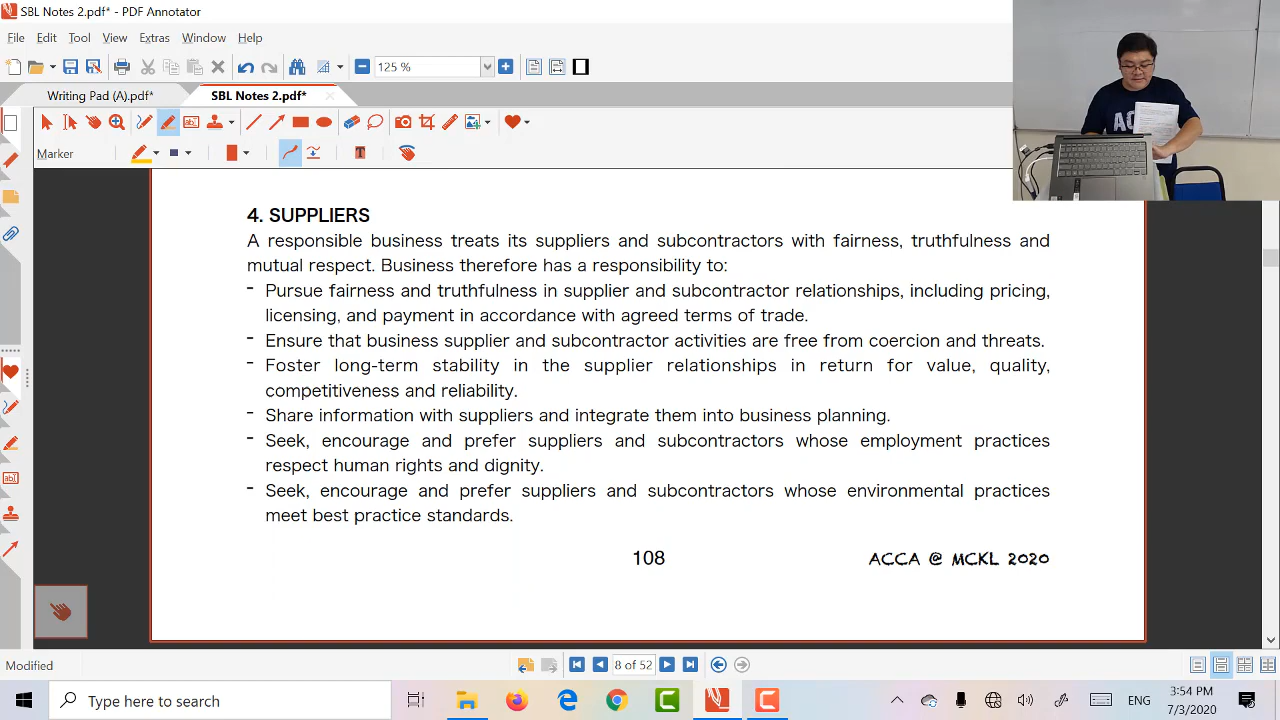 SBL Notes 2.pdf* - PDF Annotator
File Edit Tool View Extras Window Help
125 %
Writing Pad (A).pdf* SBL Notes 2.pdf*
Marker
4. SUPPLIERS
A responsible business treats its suppliers and subcontractors with fairness, truthfulness and
mutual respect. Business therefore has a responsibility to:
- Pursue fairness and truthfulness in supplier and subcontractor relationships, including pricing,
licensing, and payment in accordance with agreed terms of trade.
- Ensure that business supplier and subcontractor activities are free from coercion and threats.
- Foster long-term stability in the supplier relationships in return for value, quality,
competitiveness and reliability.
- Share information with suppliers and integrate them into business planning.
- Seek, encourage and prefer suppliers and subcontractors whose employment practices
respect human rights and dignity.
- Seek, encourage and prefer suppliers and subcontractors whose environmental practices
meet best practice standards.
108 ACCA @ MCKL 2020
Modified 8 of 52
Type here to search ENG 3:54 PM
7/3/2020